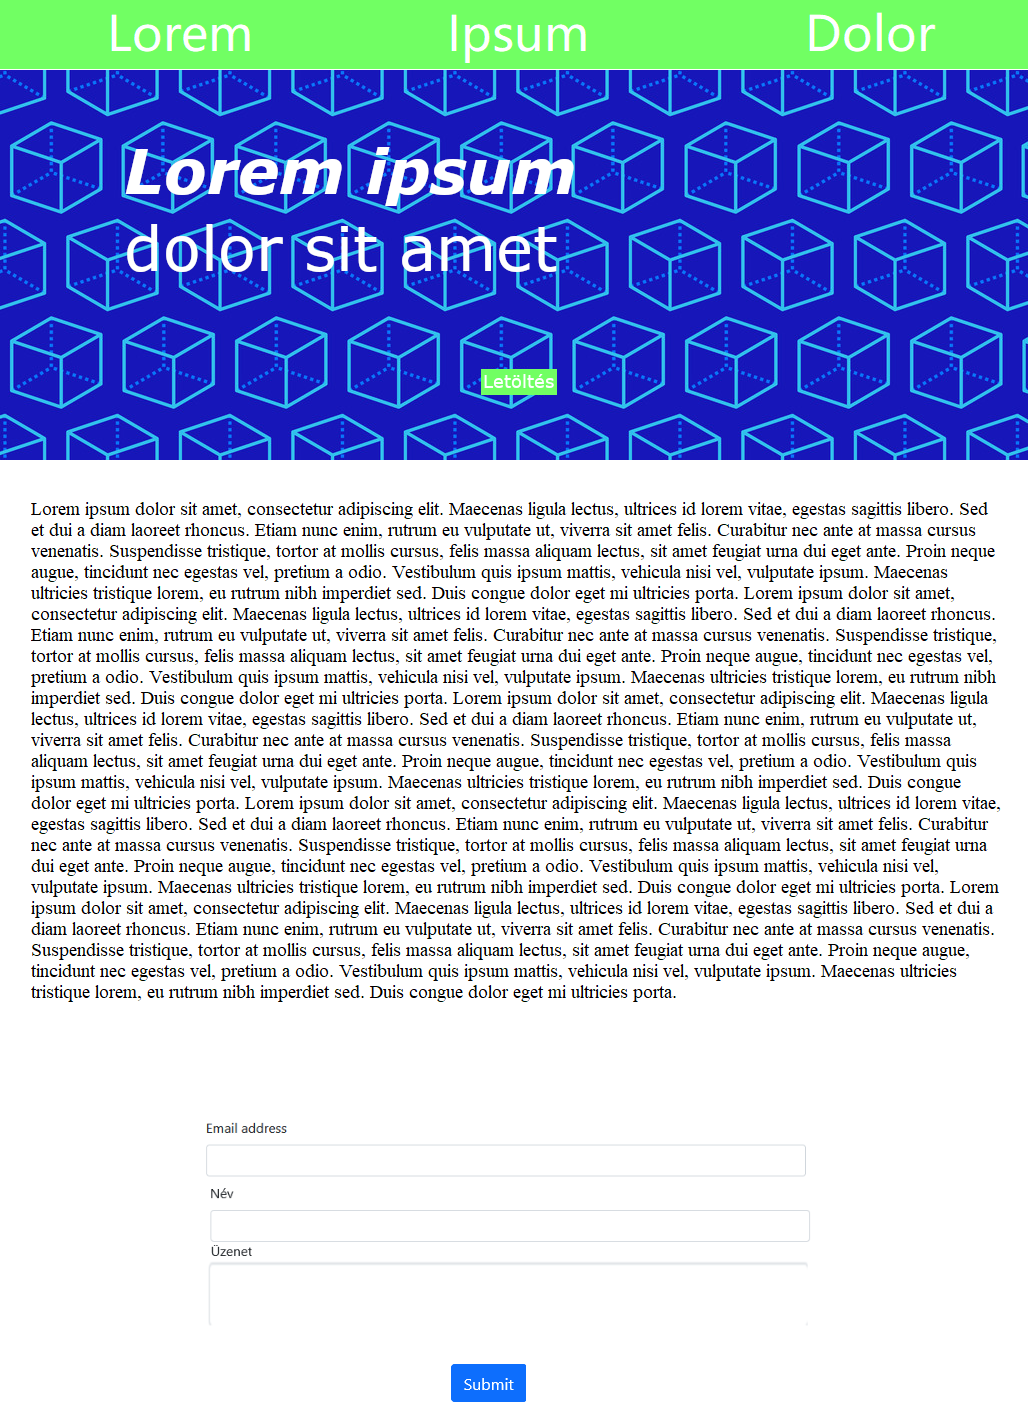 Lorem Ipsum Dolor
Lorem ipsum
dolor sit amet
Letöltés
Lorem ipsum dolor sit amet, consectetur adipiscing elit. Maecenas ligula lectus, ultrices id lorem vitae, egestas sagittis libero. Sed
et dui a diam laoreet rhoncus. Etiam nunc enim, rutrum eu vulputate ut, viverra sit amet felis. Curabitur nec ante at massa cursus
venenatis. Suspendisse tristique, tortor at mollis cursus, felis massa aliquam lectus, sit amet feugiat urna dui eget ante. Proin neque
augue, tincidunt nec egestas vel, pretium a odio. Vestibulum quis ipsum mattis, vehicula nisi vel, vulputate ipsum. Maecenas
ultricies tristique lorem, eu rutrum nibh imperdiet sed. Duis congue dolor eget mi ultricies porta. Lorem ipsum dolor sit amet,
consectetur adipiscing elit. Maecenas ligula lectus, ultrices id lorem vitae, egestas sagittis libero. Sed et dui a diam laoreet rhoncus.
Etiam nunc enim, rutrum eu vulputate ut, viverra sit amet felis. Curabitur nec ante at massa cursus venenatis. Suspendisse tristique,
tortor at mollis cursus, felis massa aliquam lectus, sit amet feugiat urna dui eget ante. Proin neque augue, tincidunt nec egestas vel,
pretium a odio. Vestibulum quis ipsum mattis, vehicula nisi vel, vulputate ipsum. Maecenas ultricies tristique lorem, eu rutrum nibh
imperdiet sed. Duis congue dolor eget mi ultricies porta. Lorem ipsum dolor sit amet, consectetur adipiscing elit. Maecenas ligula
lectus, ultrices id lorem vitae, egestas sagittis libero. Sed et dui a diam laoreet rhoncus. Etiam nunc enim, rutrum eu vulputate ut,
viverra sit amet felis. Curabitur nec ante at massa cursus venenatis. Suspendisse tristique, tortor at mollis cursus, felis massa
aliquam lectus, sit amet feugiat urna dui eget ante. Proin neque augue, tincidunt nec egestas vel, pretium a odio. Vestibulum quis
ipsum mattis, vehicula nisi vel, vulputate ipsum. Maecenas ultricies tristique lorem, eu rutrum nibh imperdiet sed. Duis congue
dolor eget mi ultricies porta. Lorem ipsum dolor sit amet, consectetur adipiscing elit. Maecenas ligula lectus, ultrices id lorem vitae,
egestas sagittis libero. Sed et dui a diam laoreet rhoncus. Etiam nunc enim, rutrum eu vulputate ut, viverra sit amet felis. Curabitur
nec ante at massa cursus venenatis. Suspendisse tristique, tortor at mollis cursus, felis massa aliquam lectus, sit amet feugiat urna
dui eget ante. Proin neque augue, tincidunt nec egestas vel, pretium a odio. Vestibulum quis ipsum mattis, vehicula nisi vel,
vulputate ipsum. Maecenas ultricies tristique lorem, eu rutrum nibh imperdiet sed. Duis congue dolor eget mi ultricies porta. Lorem
ipsum dolor sit amet, consectetur adipiscing elit. Maecenas ligula lectus, ultrices id lorem vitae, egestas sagittis libero. Sed et dui a
diam laoreet rhoncus. Etiam nunc enim, rutrum eu vulputate ut, viverra sit amet felis. Curabitur nec ante at massa cursus venenatis.
Suspendisse tristique, tortor at mollis cursus, felis massa aliquam lectus, sit amet feugiat urna dui eget ante. Proin neque augue,
tincidunt nec egestas vel, pretium a odio. Vestibulum quis ipsum mattis, vehicula nisi vel, vulputate ipsum. Maecenas ultricies
tristique lorem, eu rutrum nibh imperdiet sed. Duis congue dolor eget mi ultricies porta.
Email address
Név
Üzenet
Submit